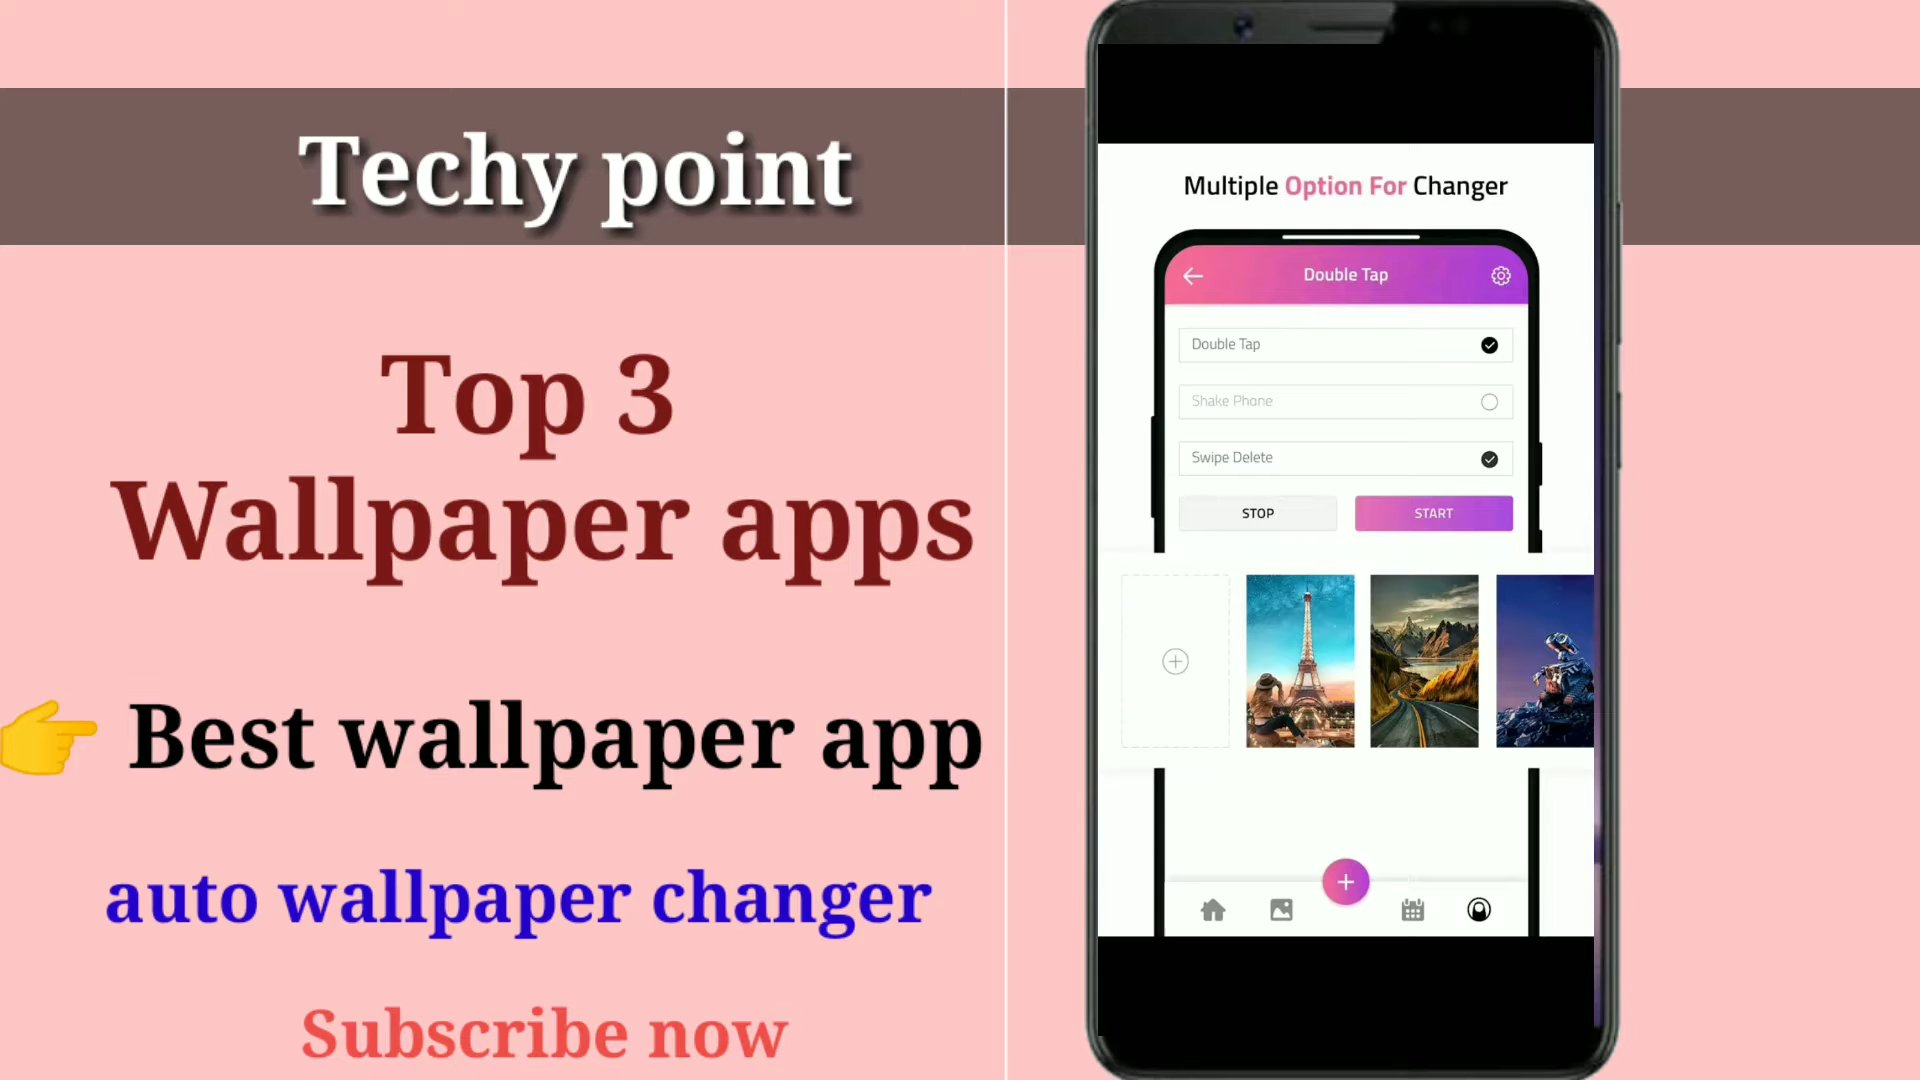 Techy point
Top 3
Wallpaper apps
👉 Best wallpaper app
auto wallpaper changer
Subscribe now
Multiple Option For Changer
Double Tap
Double Tap
Shake Phone
Swipe Delete
STOP
START